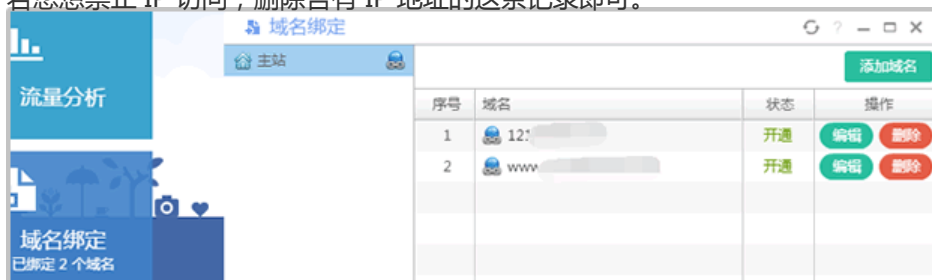 若您想禁止 IP 访问，删除含有 IP 地址的这条记录即可。
域名绑定
主站
添加域名
流量分析
序号 域名 状态 操作
1 12 开通 编辑 删除
2 www 开通 编辑 删除
域名绑定
已绑定 2 个域名